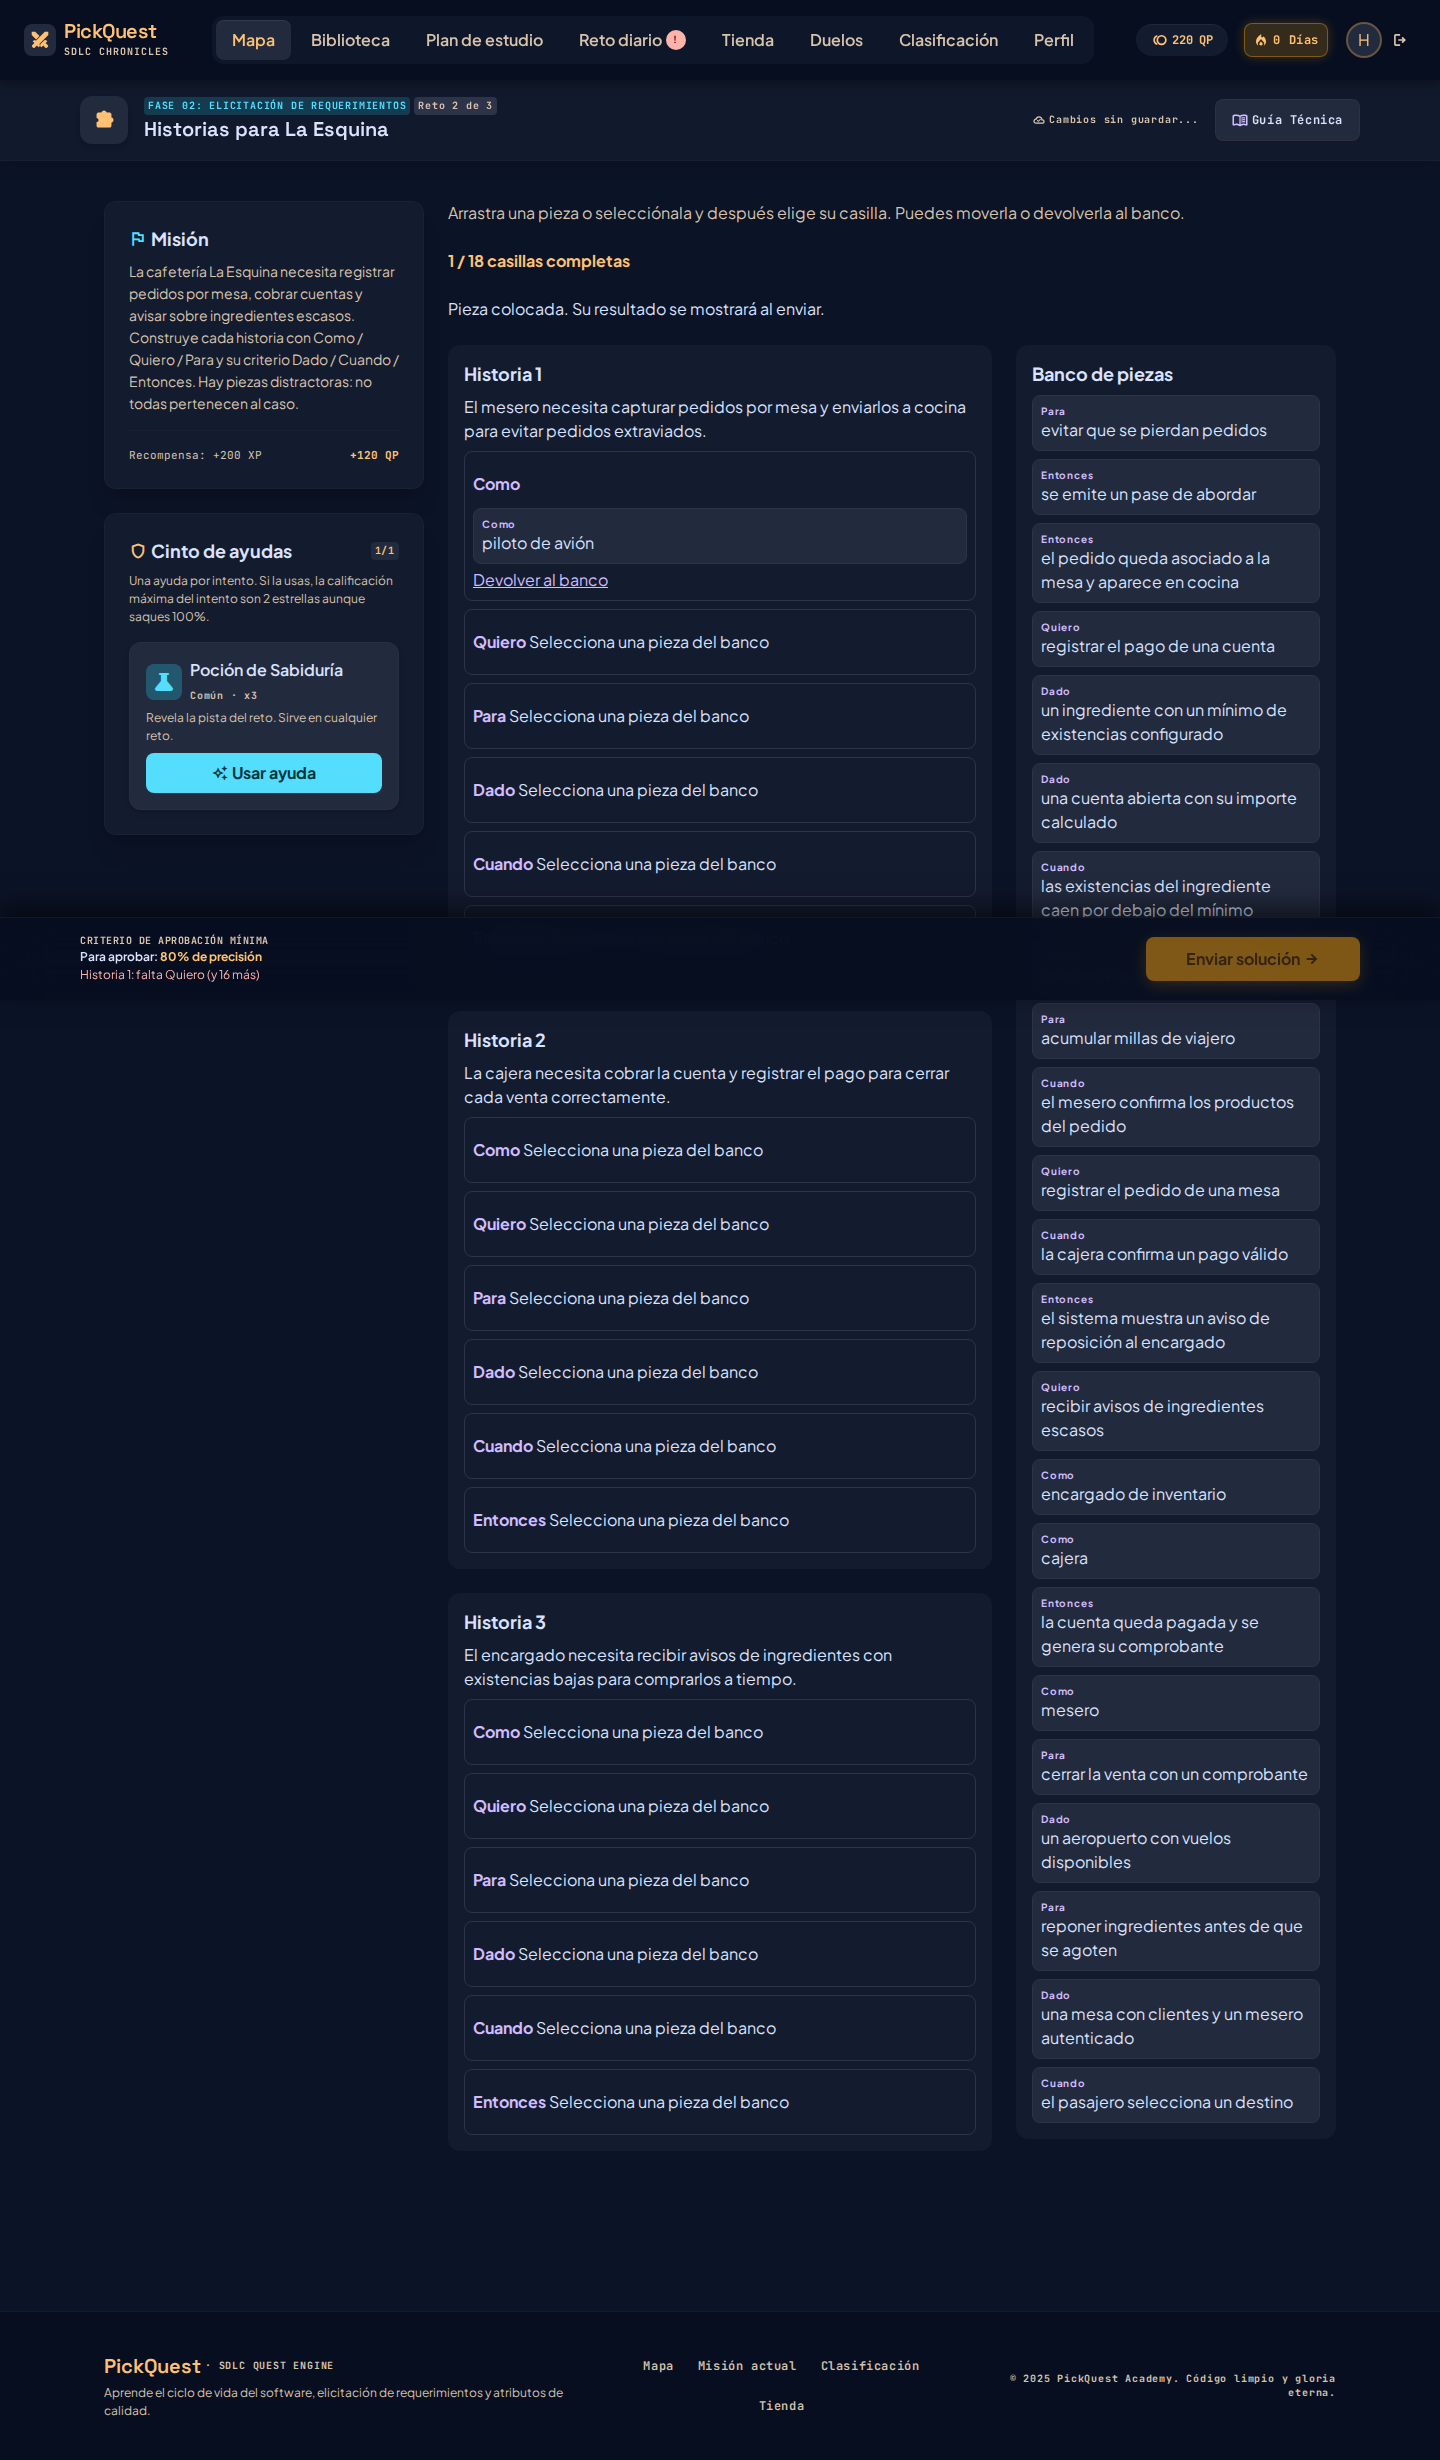 PickQuest
SDLC CHRONICLES
Mapa
Biblioteca
Plan de estudio
Reto diario !
Tienda
Duelos
Clasificación
Perfil
220 QP
0 Días
H
FASE 02: ELICITACIÓN DE REQUERIMIENTOS
Reto 2 de 3
Historias para La Esquina
Cambios sin guardar...
Guía Técnica
Misión
La cafetería La Esquina necesita registrar
pedidos por mesa, cobrar cuentas y
avisar sobre ingredientes escasos.
Construye cada historia con Como /
Quiero / Para y su criterio Dado / Cuando /
Entonces. Hay piezas distractoras: no
todas pertenecen al caso.
Recompensa: +200 XP
+120 QP
Cinto de ayudas
1/1
Una ayuda por intento. Si la usas, la calificación
máxima del intento son 2 estrellas aunque
saques 100%.
Poción de Sabiduría
Común · x3
Revela la pista del reto. Sirve en cualquier
reto.
Usar ayuda
Arrastra una pieza o selecciónala y después elige su casilla. Puedes moverla o devolverla al banco.
1 / 18 casillas completas
Pieza colocada. Su resultado se mostrará al enviar.
Historia 1
El mesero necesita capturar pedidos por mesa y enviarlos a cocina
para evitar pedidos extraviados.
Como
Como
piloto de avión
Devolver al banco
Quiero Selecciona una pieza del banco
Para Selecciona una pieza del banco
Dado Selecciona una pieza del banco
Cuando Selecciona una pieza del banco
Historia 2
La cajera necesita cobrar la cuenta y registrar el pago para cerrar
cada venta correctamente.
Como Selecciona una pieza del banco
Quiero Selecciona una pieza del banco
Para Selecciona una pieza del banco
Dado Selecciona una pieza del banco
Cuando Selecciona una pieza del banco
Entonces Selecciona una pieza del banco
Historia 3
El encargado necesita recibir avisos de ingredientes con
existencias bajas para comprarlos a tiempo.
Como Selecciona una pieza del banco
Quiero Selecciona una pieza del banco
Para Selecciona una pieza del banco
Dado Selecciona una pieza del banco
Cuando Selecciona una pieza del banco
Entonces Selecciona una pieza del banco
Banco de piezas
Para
evitar que se pierdan pedidos
Entonces
se emite un pase de abordar
Entonces
el pedido queda asociado a la
mesa y aparece en cocina
Quiero
registrar el pago de una cuenta
Dado
un ingrediente con un mínimo de
existencias configurado
Dado
una cuenta abierta con su importe
calculado
Cuando
las existencias del ingrediente
caen por debajo del mínimo
Para
acumular millas de viajero
Cuando
el mesero confirma los productos
del pedido
Quiero
registrar el pedido de una mesa
Cuando
la cajera confirma un pago válido
Entonces
el sistema muestra un aviso de
reposición al encargado
Quiero
recibir avisos de ingredientes
escasos
Como
encargado de inventario
Como
cajera
Entonces
la cuenta queda pagada y se
genera su comprobante
Como
mesero
Para
cerrar la venta con un comprobante
Dado
un aeropuerto con vuelos
disponibles
Para
reponer ingredientes antes de que
se agoten
Dado
una mesa con clientes y un mesero
autenticado
Cuando
el pasajero selecciona un destino
CRITERIO DE APROBACIÓN MÍNIMA
Para aprobar: 80% de precisión
Historia 1: falta Quiero (y 16 más)
Enviar solución
PickQuest · SDLC QUEST ENGINE
Aprende el ciclo de vida del software, elicitación de requerimientos y atributos de
calidad.
Mapa
Misión actual
Clasificación
Tienda
© 2025 PickQuest Academy. Código limpio y gloria
eterna.